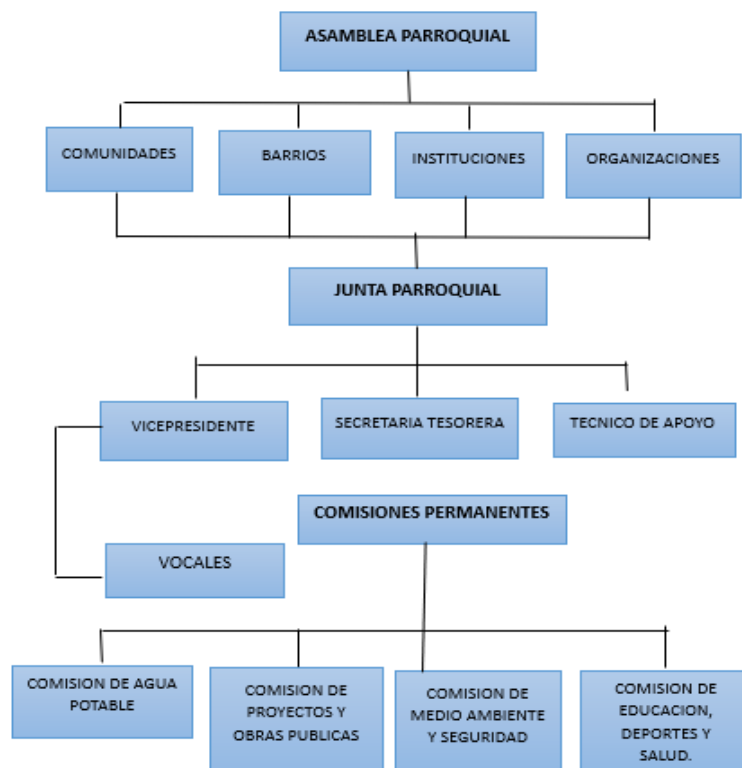 ASAMBLEA PARROQUIAL
COMUNIDADES
BARRIOS
INSTITUCIONES
ORGANIZACIONES
JUNTA PARROQUIAL
VICEPRESIDENTE
SECRETARIA TESORERA
TECNICO DE APOYO
COMISIONES PERMANENTES
VOCALES
COMISION DE AGUA
POTABLE
COMISION DE
PROYECTOS Y
OBRAS PUBLICAS
COMISION DE
MEDIO AMBIENTE
Y SEGURIDAD
COMISION DE
EDUCACION,
DEPORTES Y
SALUD.